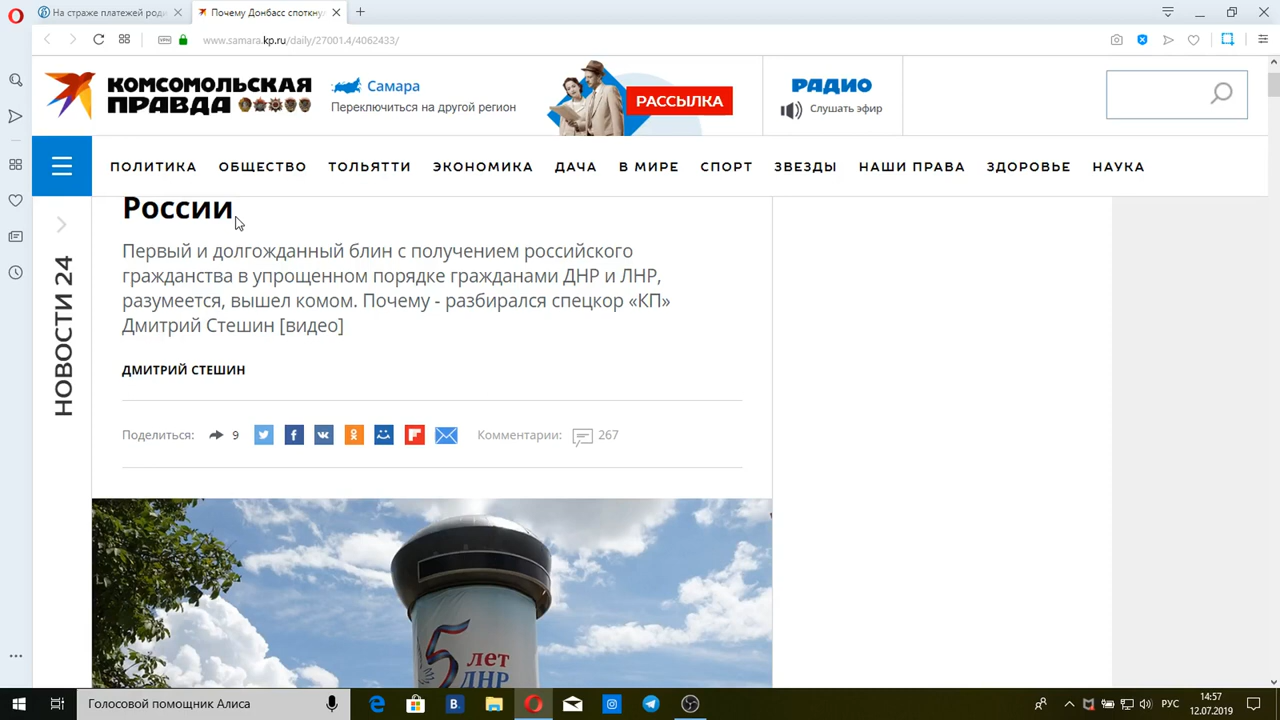 На страже платежей роди
Почему Донбасс споткну
www.samara.kp.ru/daily/27001.4/4062433/
КОМСОМОЛЬСКАЯ
ПРАВДА
Самара
Переключиться на другой регион
РАССЫЛКА
РАДИО
Слушать эфир
ПОЛИТИКА ОБЩЕСТВО ТОЛЬЯТТИ ЭКОНОМИКА ДАЧА В МИРЕ СПОРТ ЗВЕЗДЫ НАШИ ПРАВА ЗДОРОВЬЕ НАУКА
НОВОСТИ 24
России
Первый и долгожданный блин с получением российского
гражданства в упрощенном порядке гражданами ДНР и ЛНР,
разумеется, вышел комом. Почему - разбирался спецкор «КП»
Дмитрий Стешин [видео]
ДМИТРИЙ СТЕШИН
Поделиться: 9 Комментарии: 267
5 лет
ДНР
Голосовой помощник Алиса
РУС
14:57
12.07.2019